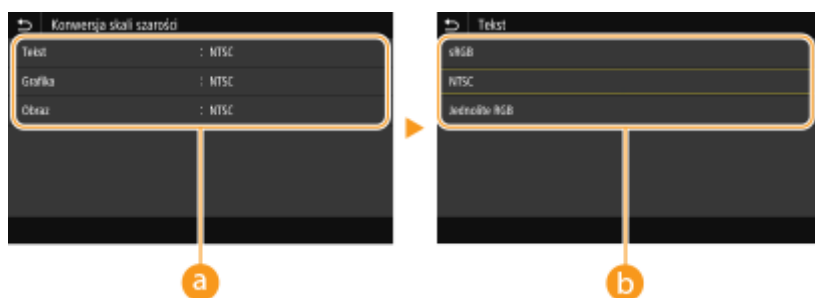 Konwersja skali szarości
Tekst : NTSC
Grafika : NTSC
Obraz : NTSC
a
Tekst
sRGB
NTSC
Jednolite RGB
b